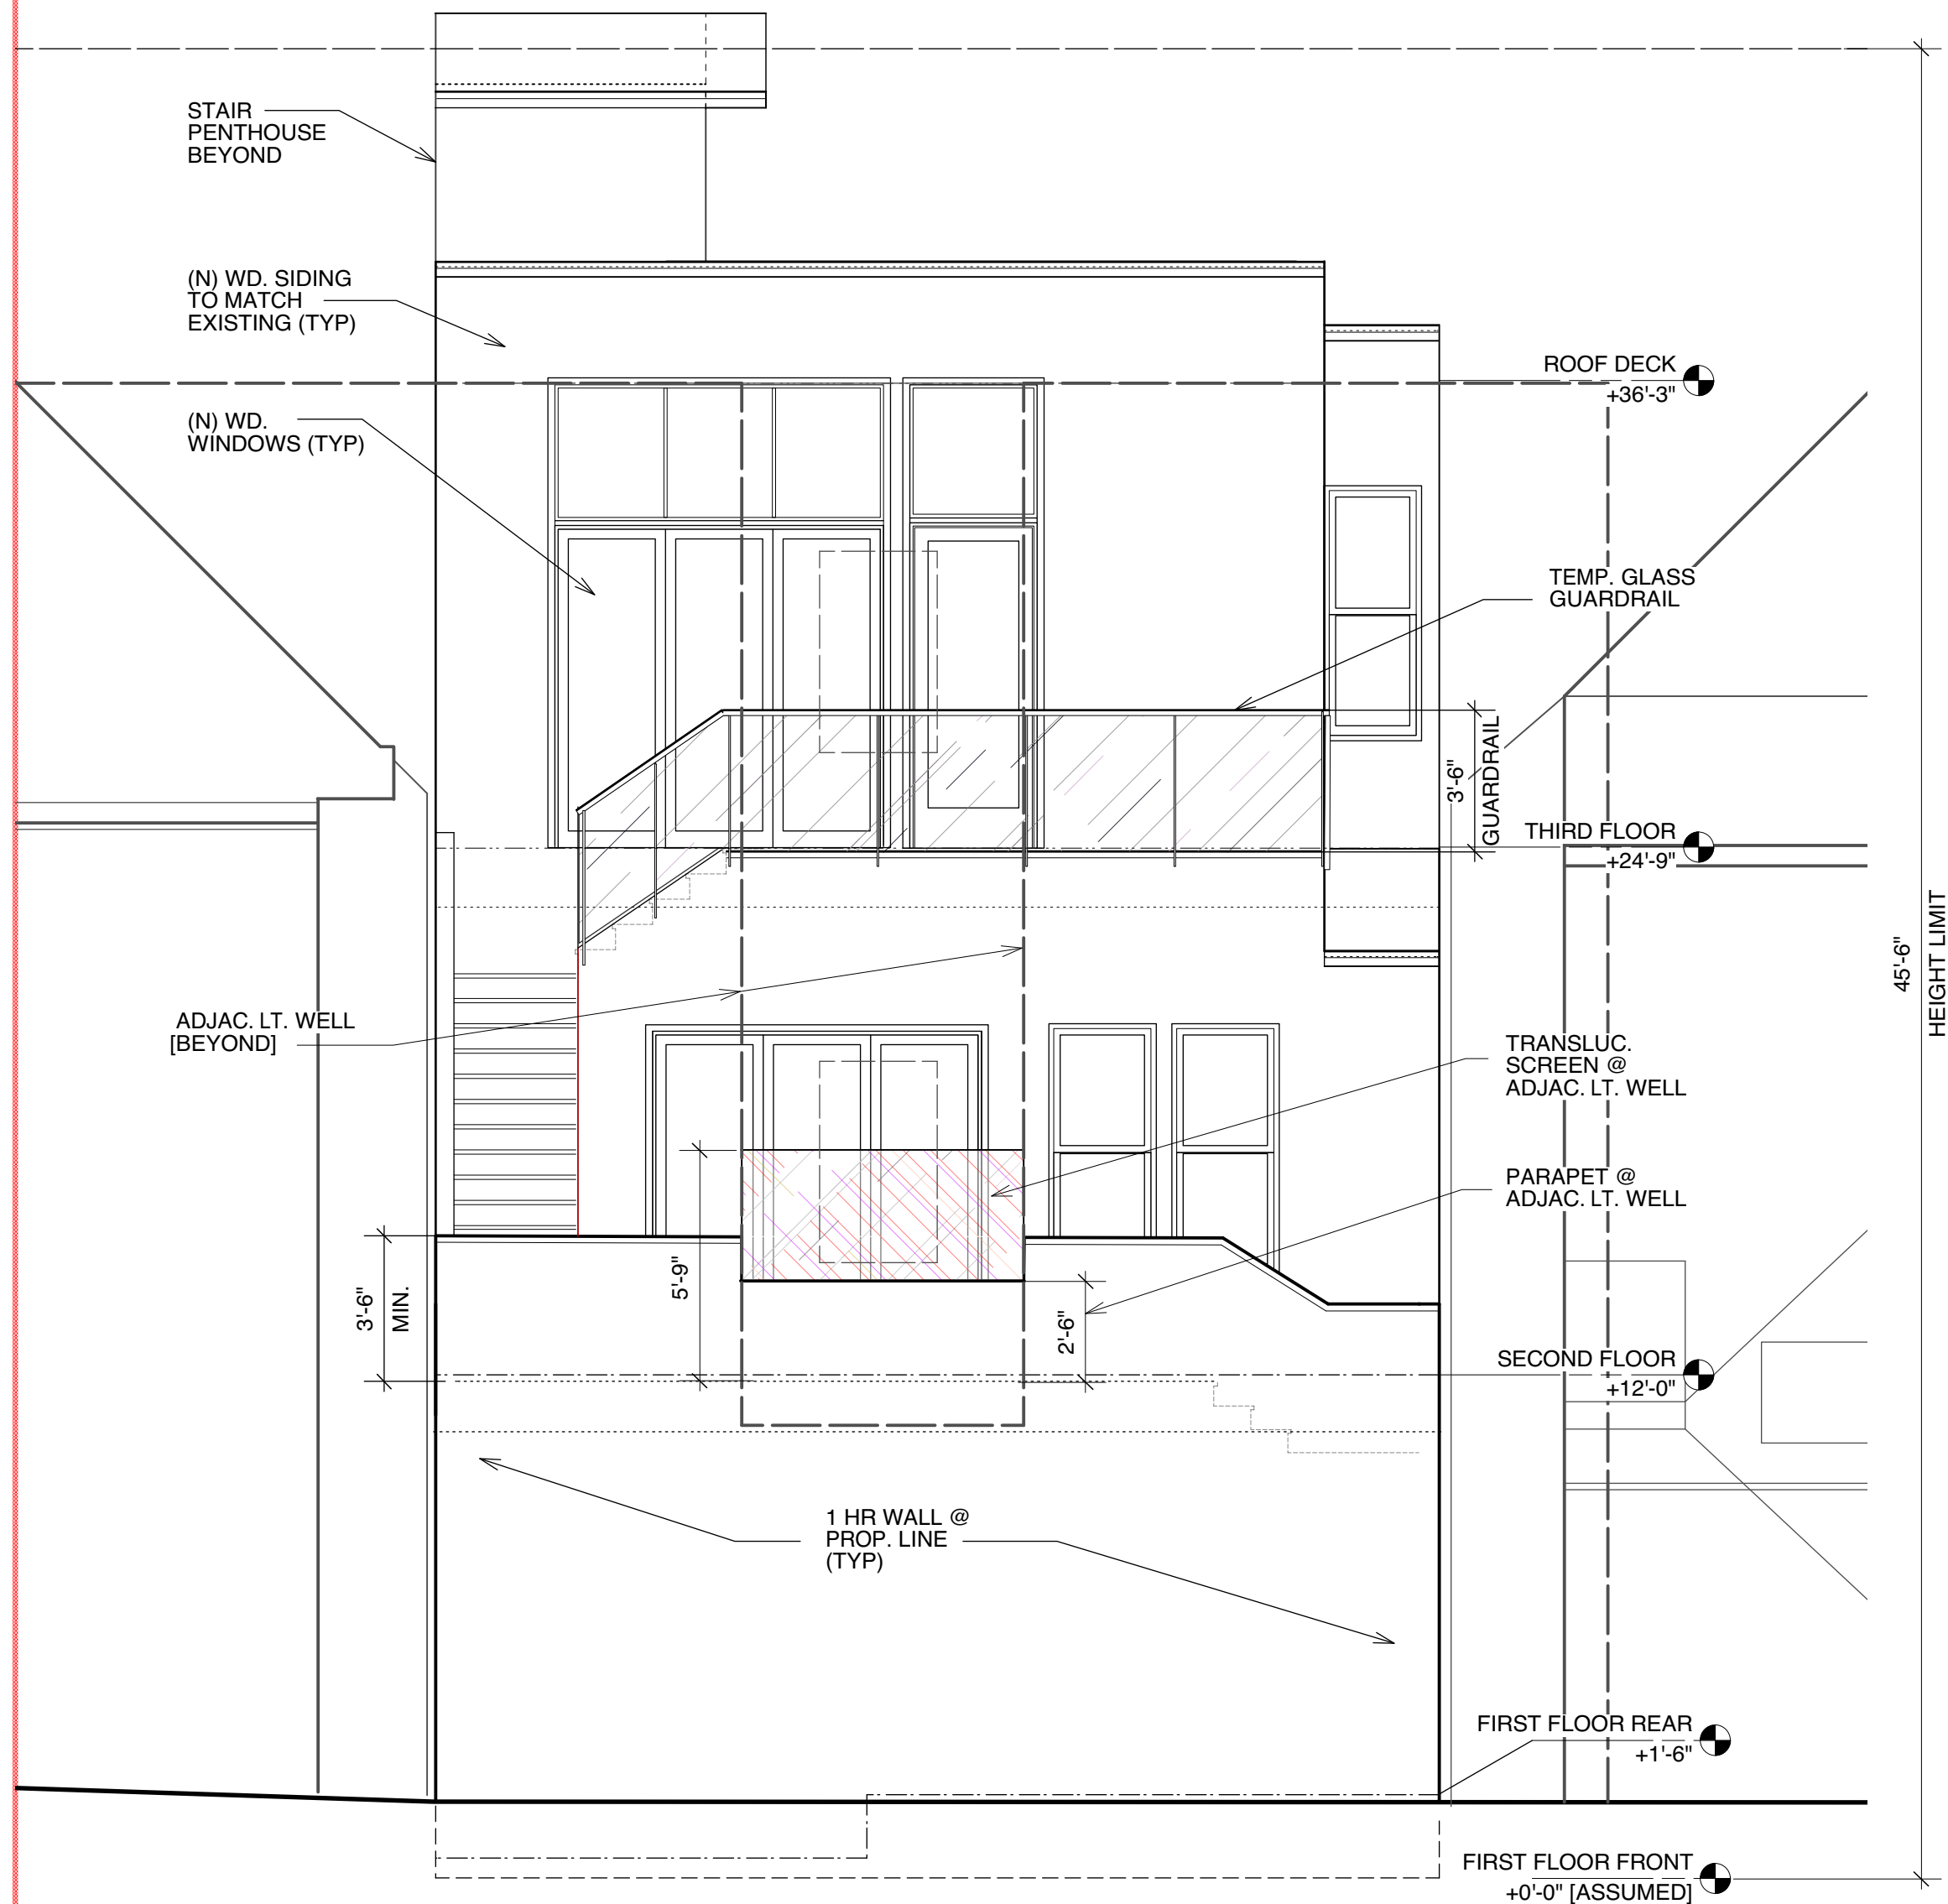 STAIR
PENTHOUSE
BEYOND
(N) WD. SIDING
TO MATCH
EXISTING (TYP)
ROOF DECK
+36'-3"
(N) WD.
WINDOWS (TYP)
TEMP. GLASS
GUARDRAIL
3'-6"
GUARDRAIL
THIRD FLOOR
+24'-9"
45'-6"
HEIGHT LIMIT
ADJAC. LT. WELL
[BEYOND]
TRANSLUC.
SCREEN @
ADJAC. LT. WELL
PARAPET @
ADJAC. LT. WELL
3'-6"
MIN.
5'-9"
2'-6"
SECOND FLOOR
+12'-0"
1 HR WALL @
PROP. LINE
(TYP)
FIRST FLOOR REAR
+1'-6"
FIRST FLOOR FRONT
+0'-0" [ASSUMED]